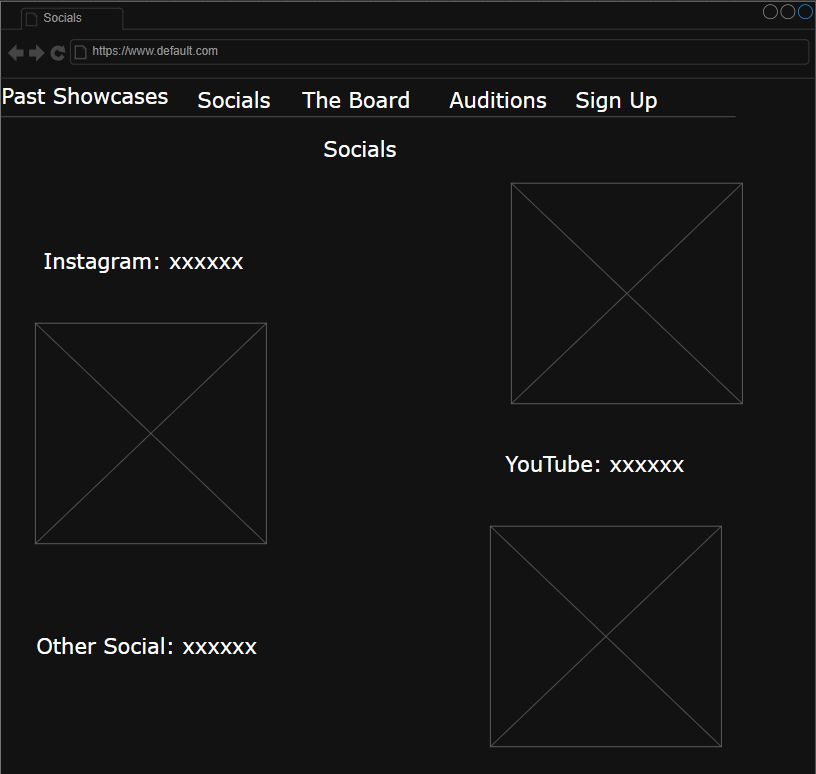 Socials
https://www.default.com
Past Showcases Socials The Board Auditions Sign Up
Socials
Instagram: xxxxxx
YouTube: xxxxxx
Other Social: xxxxxx